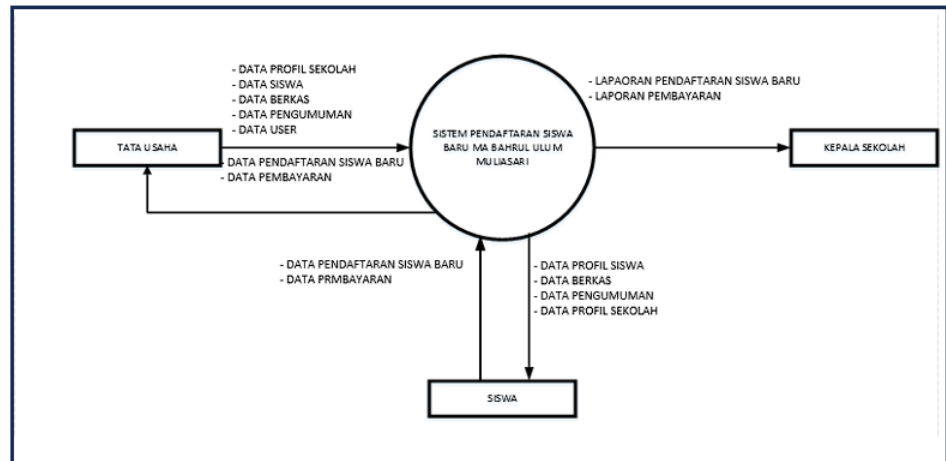 - DATA PROFIL SEKOLAH
- DATA SISWA
- DATA BERKAS
- DATA PENGUMUMAN
- DATA USER
- LAPAORAN PENDAFTARAN SISWA BARU
- LAPORAN PEMBAYARAN
TATA USAHA
SISTEM PENDAFTARAN SISWA
BARU MA BAHRUL ULUM
MULIASARI
KEPALA SEKOLAH
- DATA PENDAFTARAN SISWA BARU
- DATA PEMBAYARAN
- DATA PENDAFTARAN SISWA BARU
- DATA PRMBAYARAN
- DATA PROFIL SISWA
- DATA BERKAS
- DATA PENGUMUMAN
- DATA PROFIL SEKOLAH
SISWA